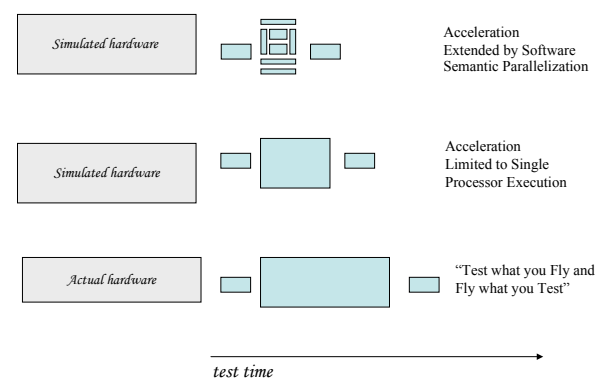 Simulated hardware
Acceleration
Extended by Software
Semantic Parallelization
Simulated hardware
Acceleration
Limited to Single
Processor Execution
Actual hardware
“Test what you Fly and
Fly what you Test”
test time